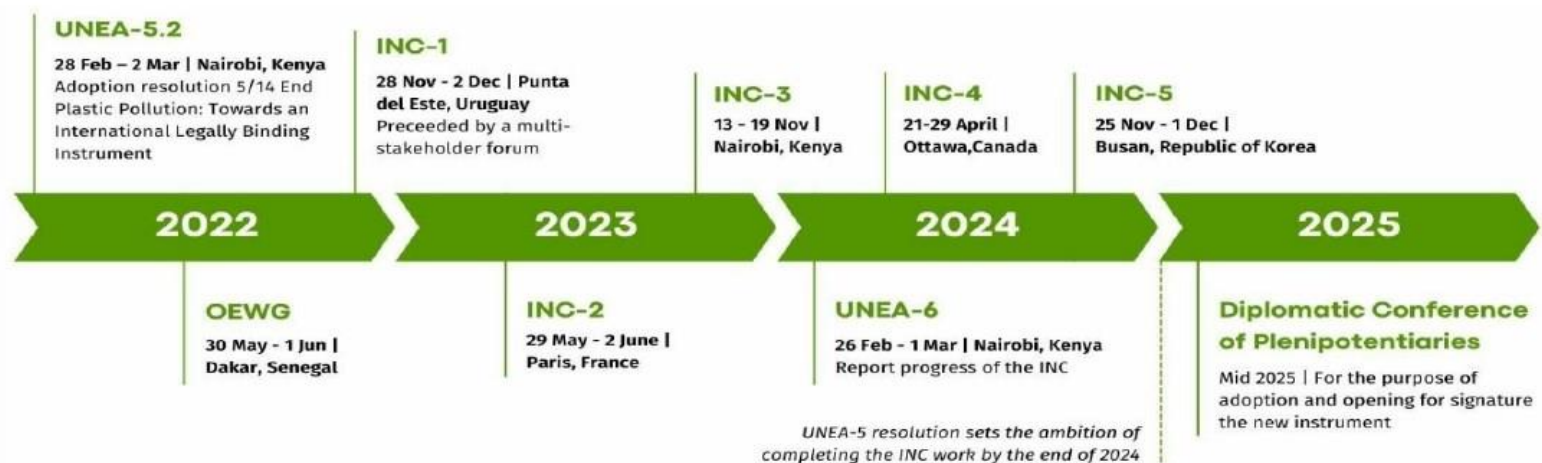 UNEA-5.2
28 Feb – 2 Mar | Nairobi, Kenya
Adoption resolution 5/14 End
Plastic Pollution: Towards an
International Legally Binding
Instrument
INC-1
28 Nov - 2 Dec | Punta
del Este, Uruguay
Preceeded by a multi-
stakeholder forum
INC-3
13 - 19 Nov |
Nairobi, Kenya
INC-4
21-29 April |
Ottawa,Canada
INC-5
25 Nov - 1 Dec |
Busan, Republic of Korea
2022
2023
2024
2025
OEWG
30 May - 1 Jun |
Dakar, Senegal
INC-2
29 May - 2 June |
Paris, France
UNEA-6
26 Feb - 1 Mar | Nairobi, Kenya
Report progress of the INC
UNEA-5 resolution sets the ambition of
completing the INC work by the end of 2024
Diplomatic Conference
of Plenipotentiaries
Mid 2025 | For the purpose of
adoption and opening for signature
the new instrument